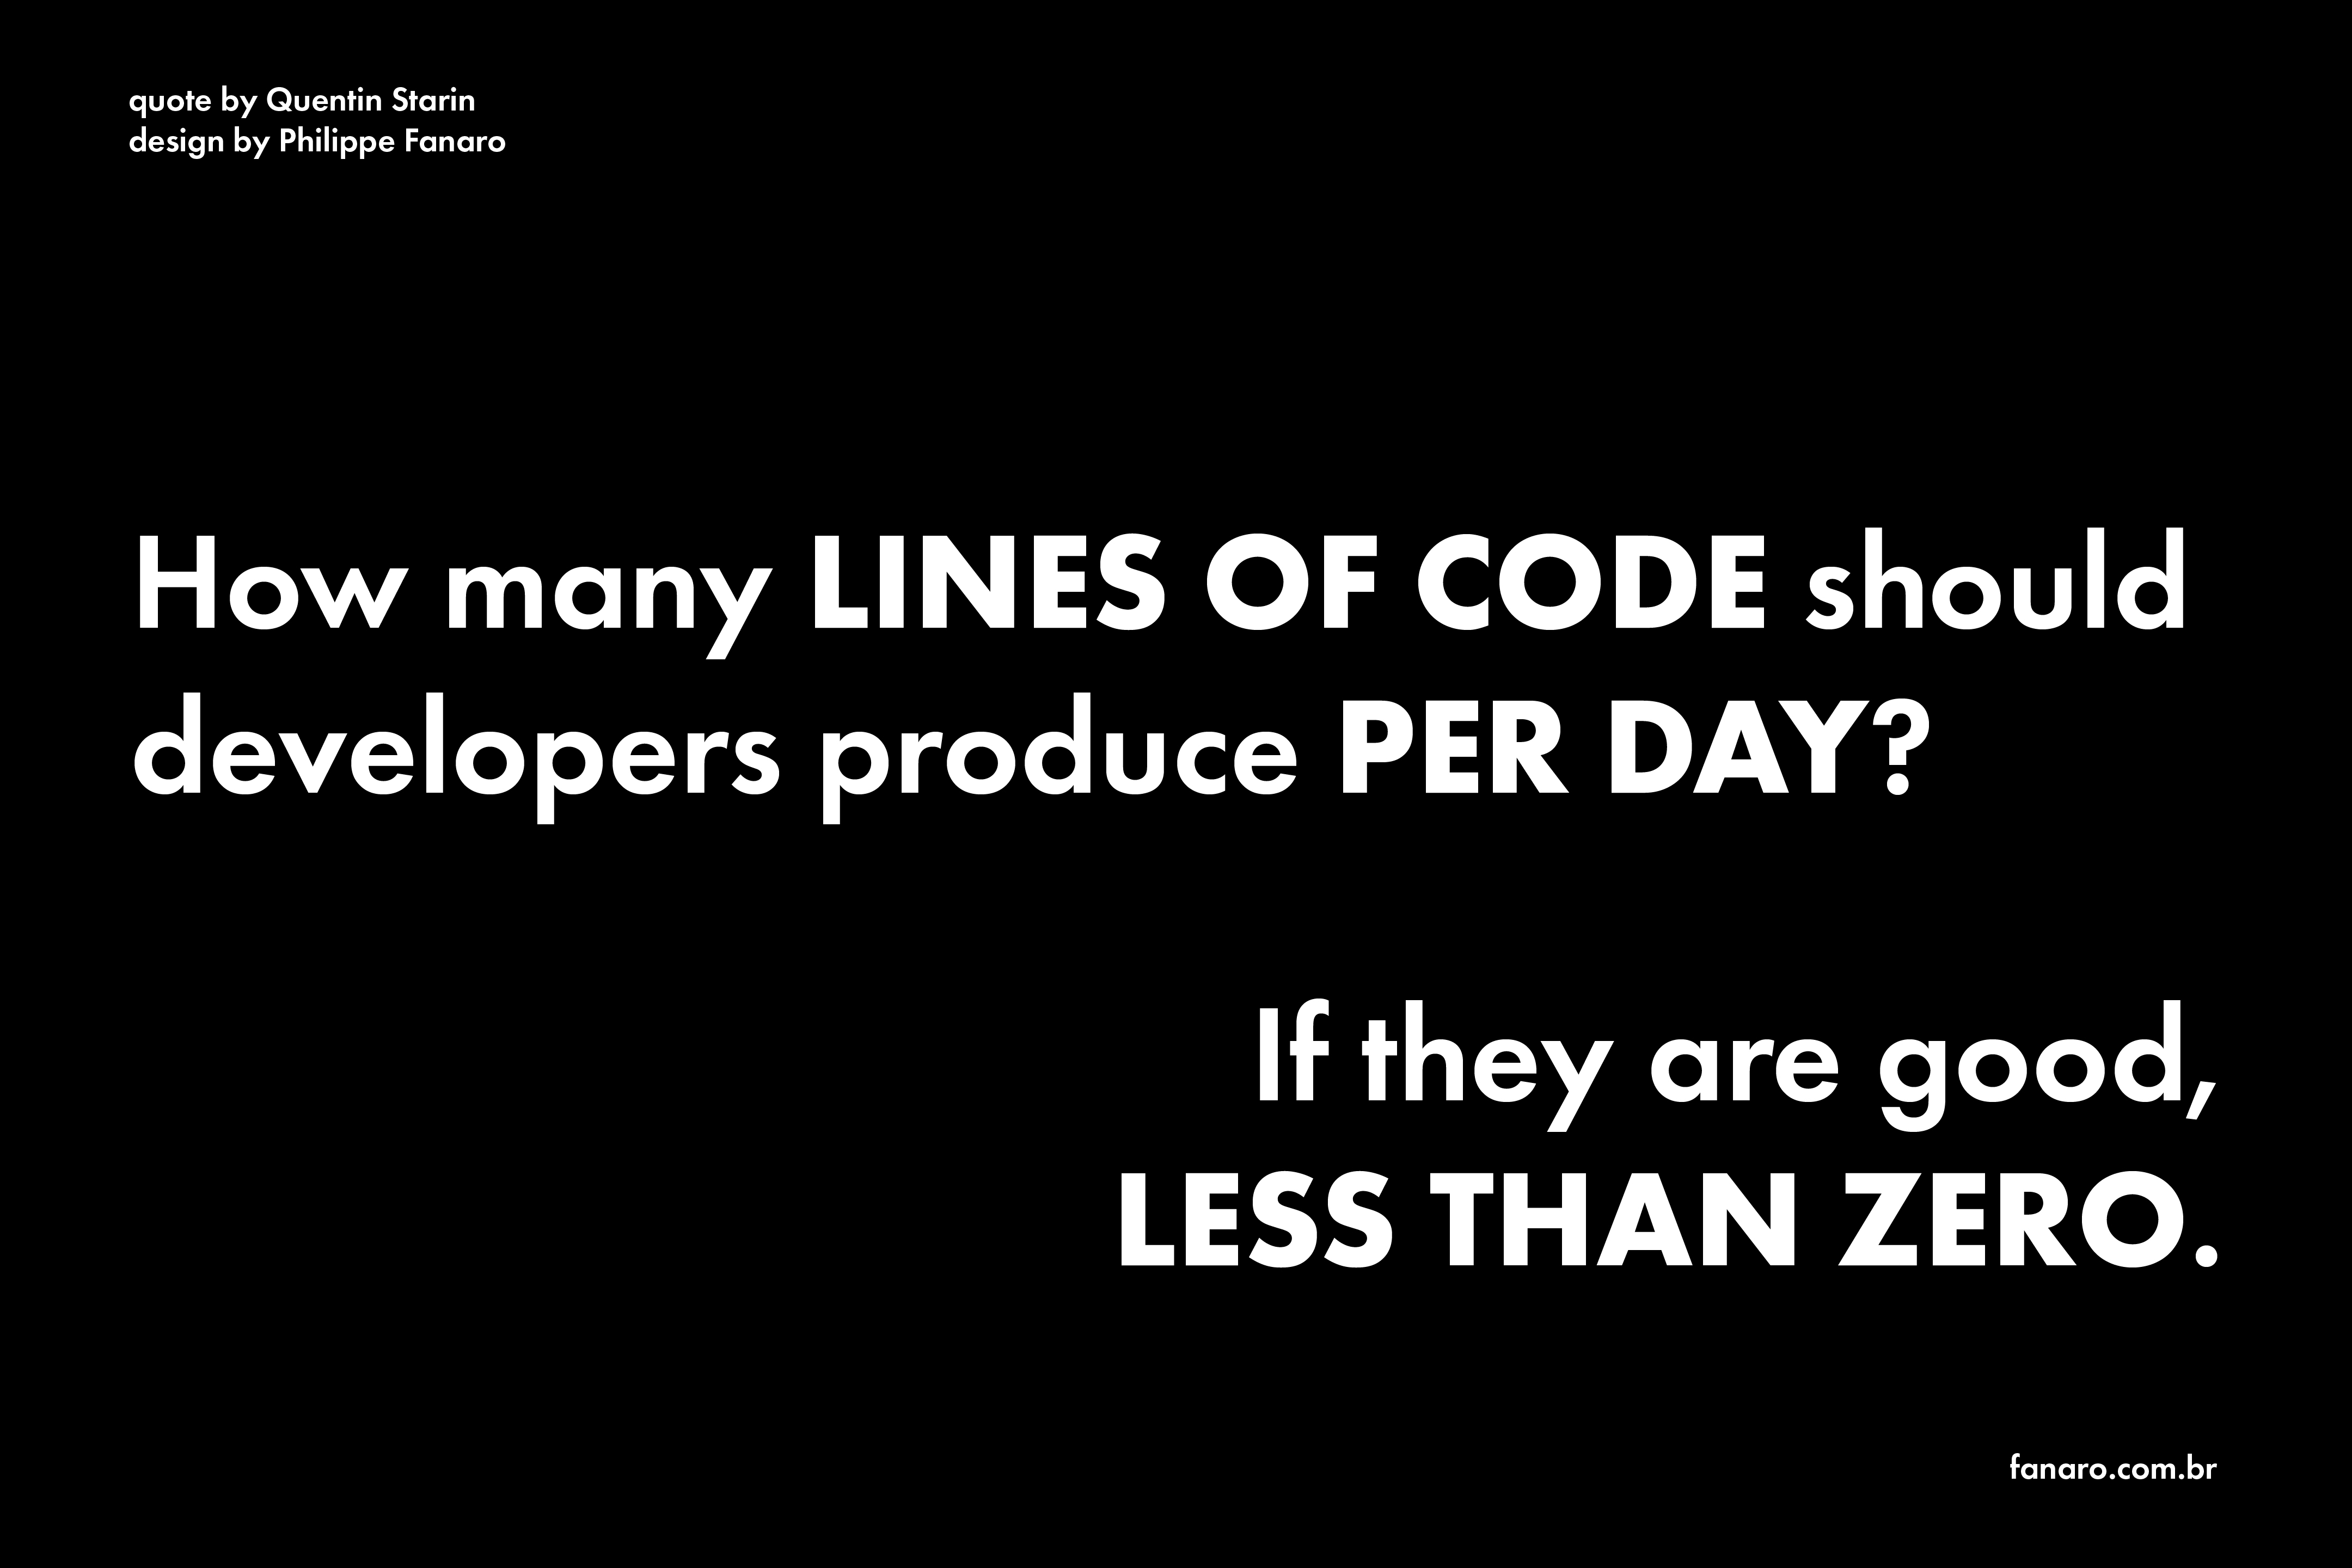 quote by Quentin Starin
design by Philippe Fanaro
How many LINES OF CODE should
developers produce PER DAY?
If they are good,
LESS THAN ZERO.
fanaro.com.br